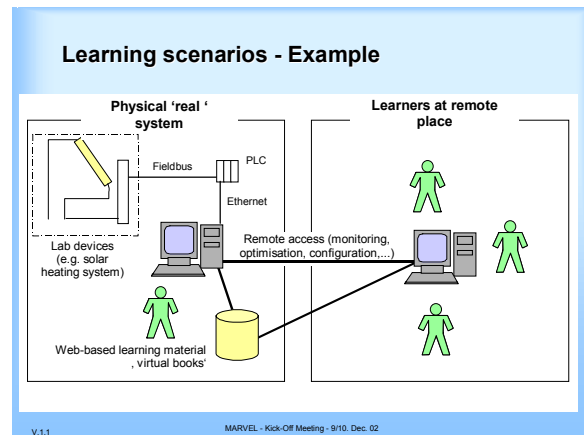 Learning scenarios - Example
Physical ‘real ‘
system
Learners at remote
place
Fieldbus
PLC
Ethernet
Lab devices
(e.g. solar
heating system)
Remote access (monitoring,
optimisation, configuration,...)
Web-based learning material
‚ virtual books‘
V.1.1
MARVEL - Kick-Off Meeting - 9/10. Dec. 02